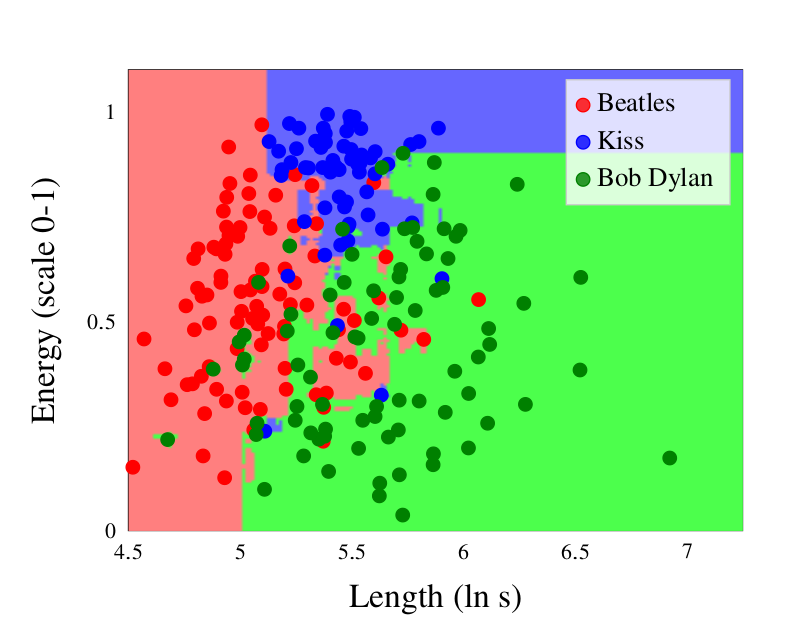 1
Beatles
Kiss
Bob Dylan
Energy (scale 0-1)
0.5
0
4.5 5 5.5 6 6.5 7
Length (ln s)